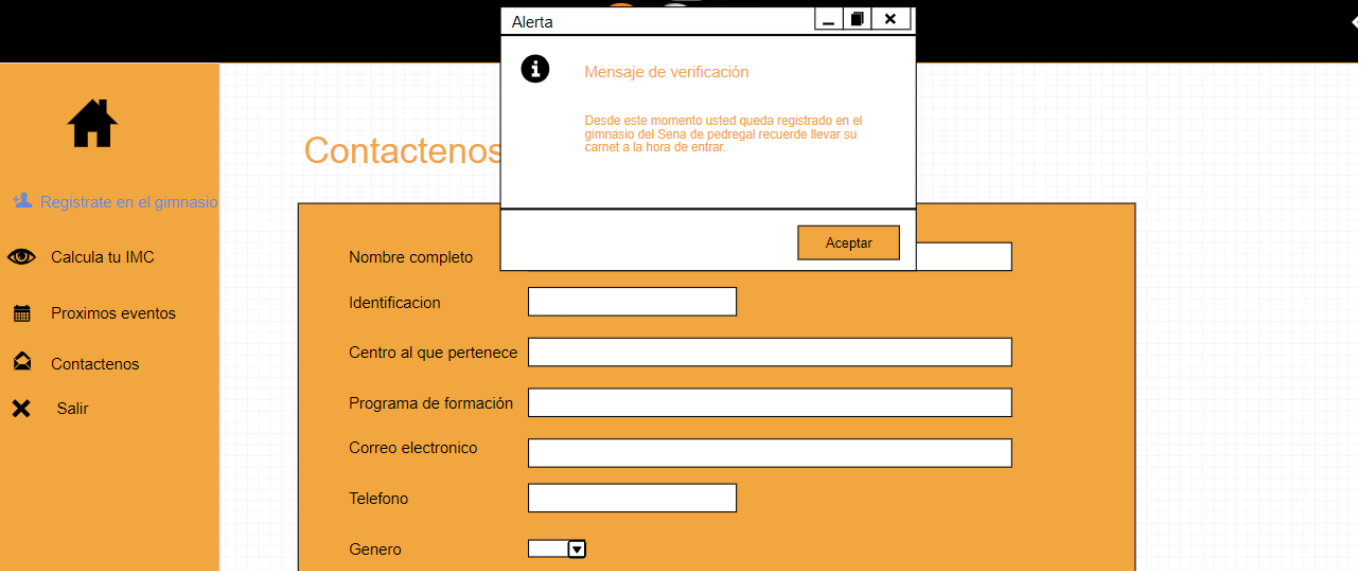 Alerta
Mensaje de verificación
Desde este momento usted queda registrado en el
gimnasio del Sena de pedregal recuerde llevar su
carnet a la hora de entrar.
Aceptar
Registrate en el gimnasio
Calcula tu IMC
Proximos eventos
Contactenos
Salir
Contactenos
Nombre completo
Identificacion
Centro al que pertenece
Programa de formación
Correo electronico
Telefono
Genero